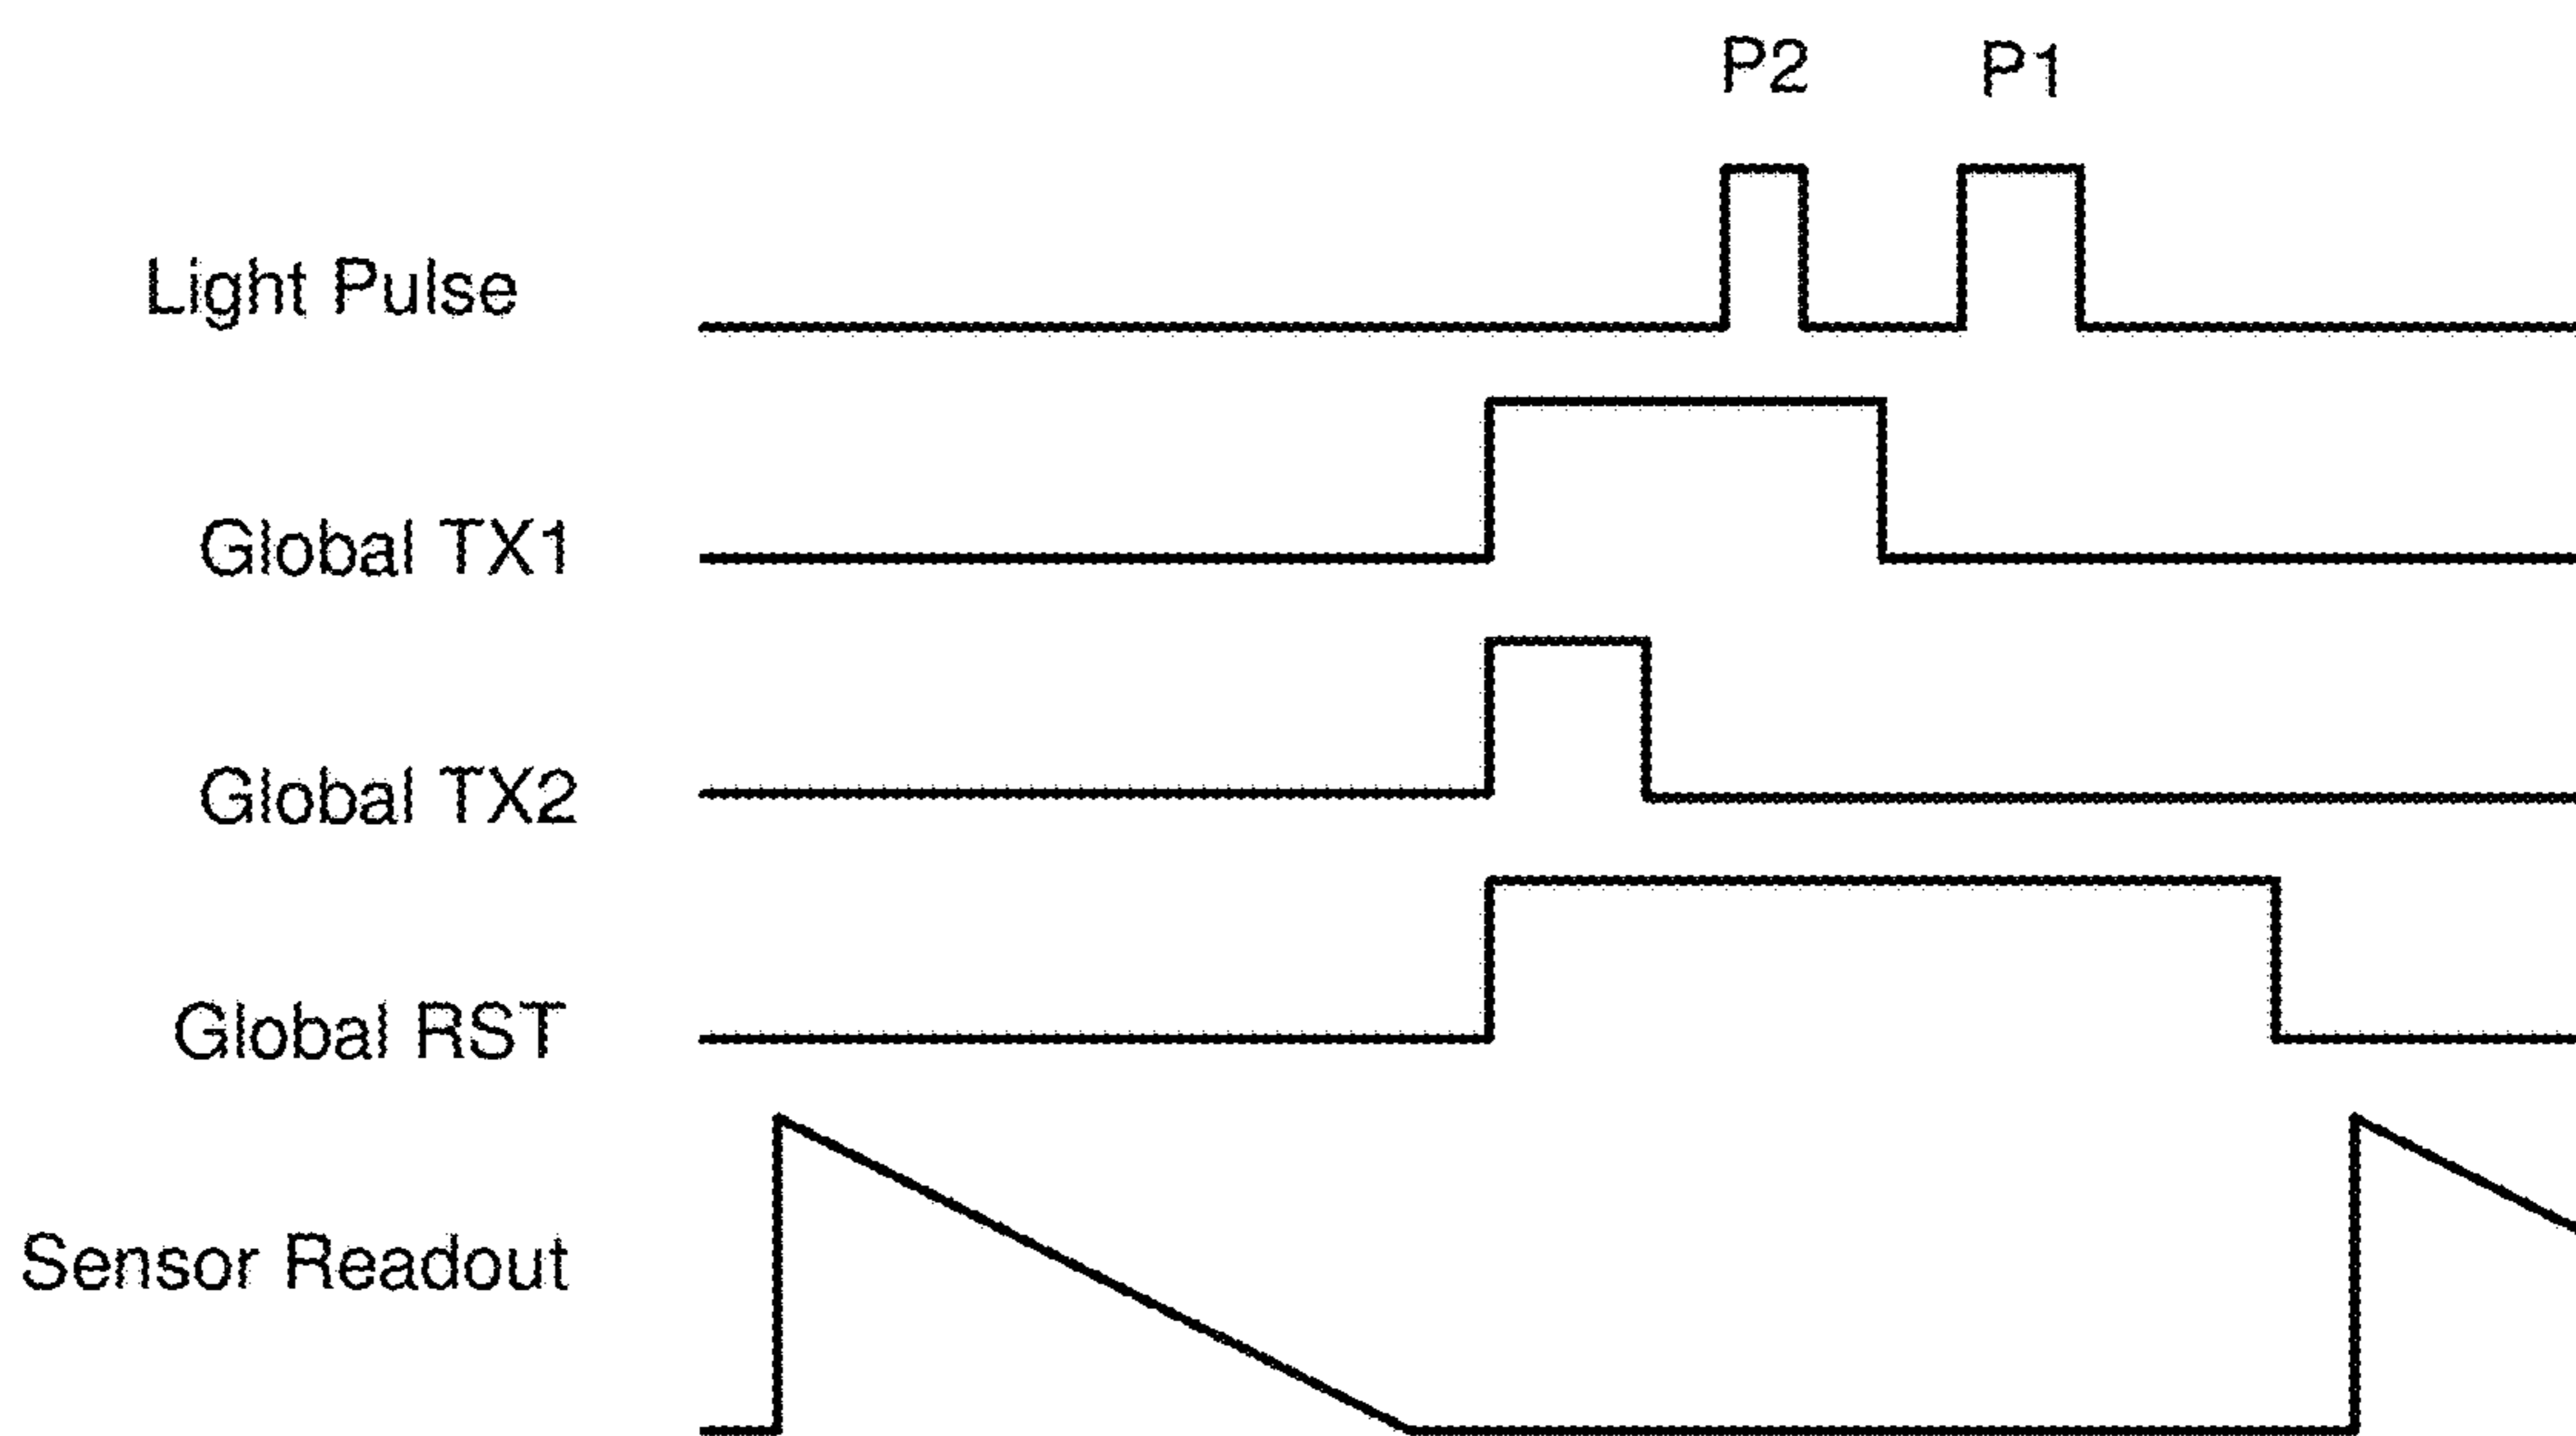 P2 P1
Light Pulse
Global TX1
Global TX2
Global RST
Sensor Readout